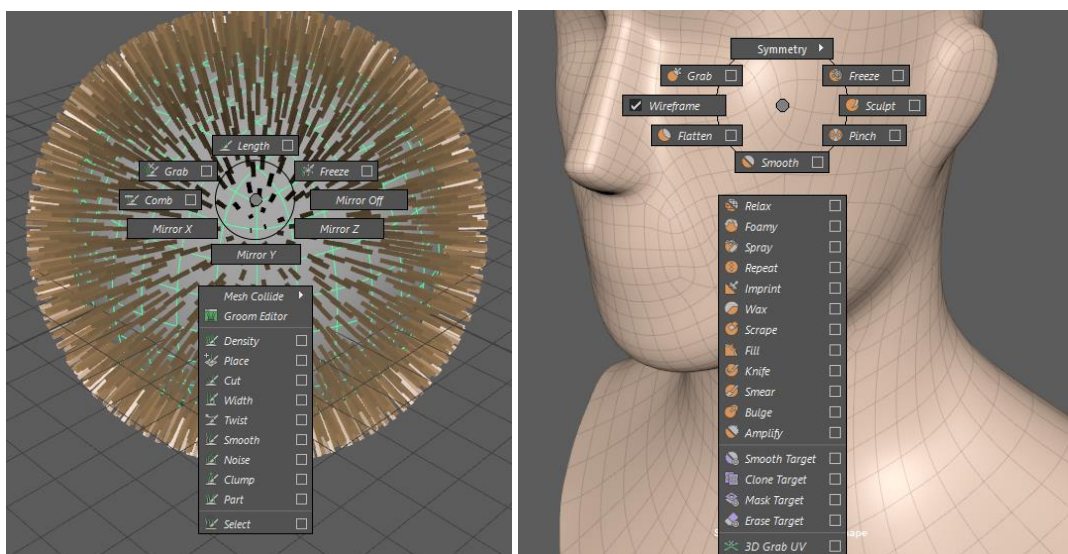 Length
Grab
Freeze
Comb
Mirror Off
Mirror X
Mirror Z
Mirror Y
Mesh Collide
Groom Editor
Density
Place
Cut
Width
Twist
Smooth
Noise
Clump
Part
Select
Symmetry
Grab
Freeze
Wireframe
Sculpt
Flatten
Pinch
Smooth
Relax
Foamy
Spray
Repeat
Imprint
Wax
Scrape
Fill
Knife
Smear
Bulge
Amplify
Smooth Target
Clone Target
Mask Target
Erase Target
3D Grab UV